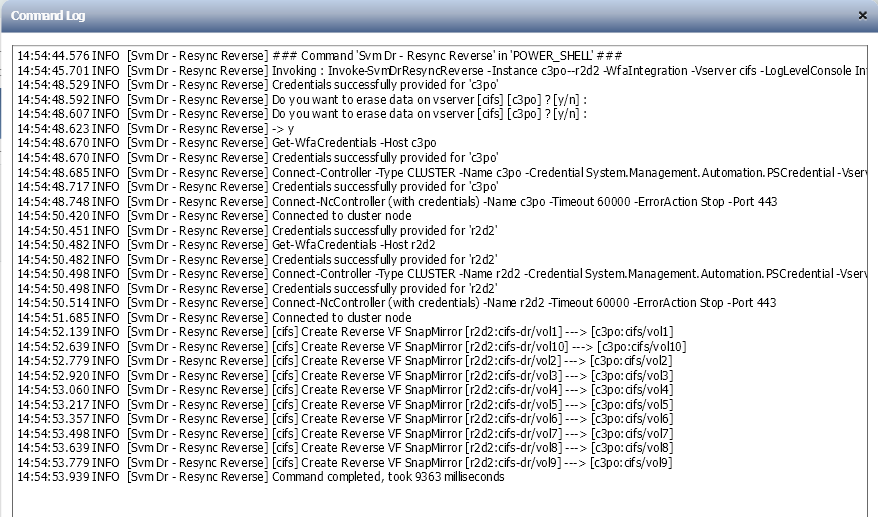 Command Log
14:54:44.576 INFO [Svm Dr - Resync Reverse] ### Command 'Svm Dr - Resync Reverse' in 'POWER_SHELL' ###
14:54:45.701 INFO [Svm Dr - Resync Reverse] Invoking : Invoke-SvmDrResyncReverse -Instance c3po--r2d2 -WfaIntegration -Vserver cifs -LogLevelConsole In
14:54:48.529 INFO [Svm Dr - Resync Reverse] Credentials successfully provided for 'c3po'
14:54:48.592 INFO [Svm Dr - Resync Reverse] Do you want to erase data on vserver [cifs] [c3po] ? [y/n] :
14:54:48.607 INFO [Svm Dr - Resync Reverse] Do you want to erase data on vserver [cifs] [c3po] ? [y/n] :
14:54:48.623 INFO [Svm Dr - Resync Reverse] -> y
14:54:48.670 INFO [Svm Dr - Resync Reverse] Get-WfaCredentials -Host c3po
14:54:48.670 INFO [Svm Dr - Resync Reverse] Credentials successfully provided for 'c3po'
14:54:48.685 INFO [Svm Dr - Resync Reverse] Connect-Controller -Type CLUSTER -Name c3po -Credential System.Management.Automation.PSCredential -Vser
14:54:48.717 INFO [Svm Dr - Resync Reverse] Credentials successfully provided for 'c3po'
14:54:48.748 INFO [Svm Dr - Resync Reverse] Connect-NcController (with credentials) -Name c3po -Timeout 60000 -ErrorAction Stop -Port 443
14:54:50.420 INFO [Svm Dr - Resync Reverse] Connected to cluster node
14:54:50.451 INFO [Svm Dr - Resync Reverse] Credentials successfully provided for 'r2d2'
14:54:50.482 INFO [Svm Dr - Resync Reverse] Get-WfaCredentials -Host r2d2
14:54:50.482 INFO [Svm Dr - Resync Reverse] Credentials successfully provided for 'r2d2'
14:54:50.498 INFO [Svm Dr - Resync Reverse] Connect-Controller -Type CLUSTER -Name r2d2 -Credential System.Management.Automation.PSCredential -Vser
14:54:50.498 INFO [Svm Dr - Resync Reverse] Credentials successfully provided for 'r2d2'
14:54:50.514 INFO [Svm Dr - Resync Reverse] Connect-NcController (with credentials) -Name r2d2 -Timeout 60000 -ErrorAction Stop -Port 443
14:54:51.685 INFO [Svm Dr - Resync Reverse] Connected to cluster node
14:54:52.139 INFO [Svm Dr - Resync Reverse] [cifs] Create Reverse VF SnapMirror [r2d2:cifs-dr/vol1] ---> [c3po:cifs/vol1]
14:54:52.639 INFO [Svm Dr - Resync Reverse] [cifs] Create Reverse VF SnapMirror [r2d2:cifs-dr/vol10] ---> [c3po:cifs/vol10]
14:54:52.779 INFO [Svm Dr - Resync Reverse] [cifs] Create Reverse VF SnapMirror [r2d2:cifs-dr/vol2] ---> [c3po:cifs/vol2]
14:54:52.920 INFO [Svm Dr - Resync Reverse] [cifs] Create Reverse VF SnapMirror [r2d2:cifs-dr/vol3] ---> [c3po:cifs/vol3]
14:54:53.060 INFO [Svm Dr - Resync Reverse] [cifs] Create Reverse VF SnapMirror [r2d2:cifs-dr/vol4] ---> [c3po:cifs/vol4]
14:54:53.217 INFO [Svm Dr - Resync Reverse] [cifs] Create Reverse VF SnapMirror [r2d2:cifs-dr/vol5] ---> [c3po:cifs/vol5]
14:54:53.357 INFO [Svm Dr - Resync Reverse] [cifs] Create Reverse VF SnapMirror [r2d2:cifs-dr/vol6] ---> [c3po:cifs/vol6]
14:54:53.498 INFO [Svm Dr - Resync Reverse] [cifs] Create Reverse VF SnapMirror [r2d2:cifs-dr/vol7] ---> [c3po:cifs/vol7]
14:54:53.639 INFO [Svm Dr - Resync Reverse] [cifs] Create Reverse VF SnapMirror [r2d2:cifs-dr/vol8] ---> [c3po:cifs/vol8]
14:54:53.779 INFO [Svm Dr - Resync Reverse] [cifs] Create Reverse VF SnapMirror [r2d2:cifs-dr/vol9] ---> [c3po:cifs/vol9]
14:54:53.939 INFO [Svm Dr - Resync Reverse] Command completed, took 9363 milliseconds